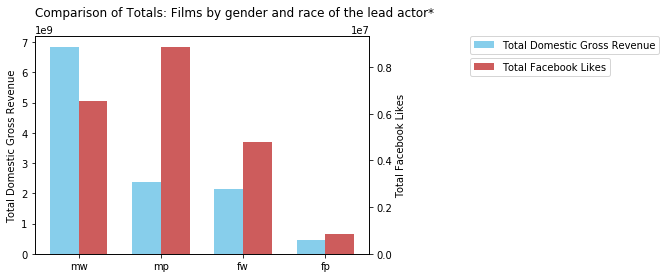 Comparison of Totals: Films by gender and race of the lead actor*
1e9
1e7
Total Domestic Gross Revenue
Total Facebook Likes
7
6
5
4
3
2
1
0
Total Domestic Gross Revenue
0.8
0.6
0.4
0.2
0.0
Total Facebook Likes
mw
mp
fw
fp